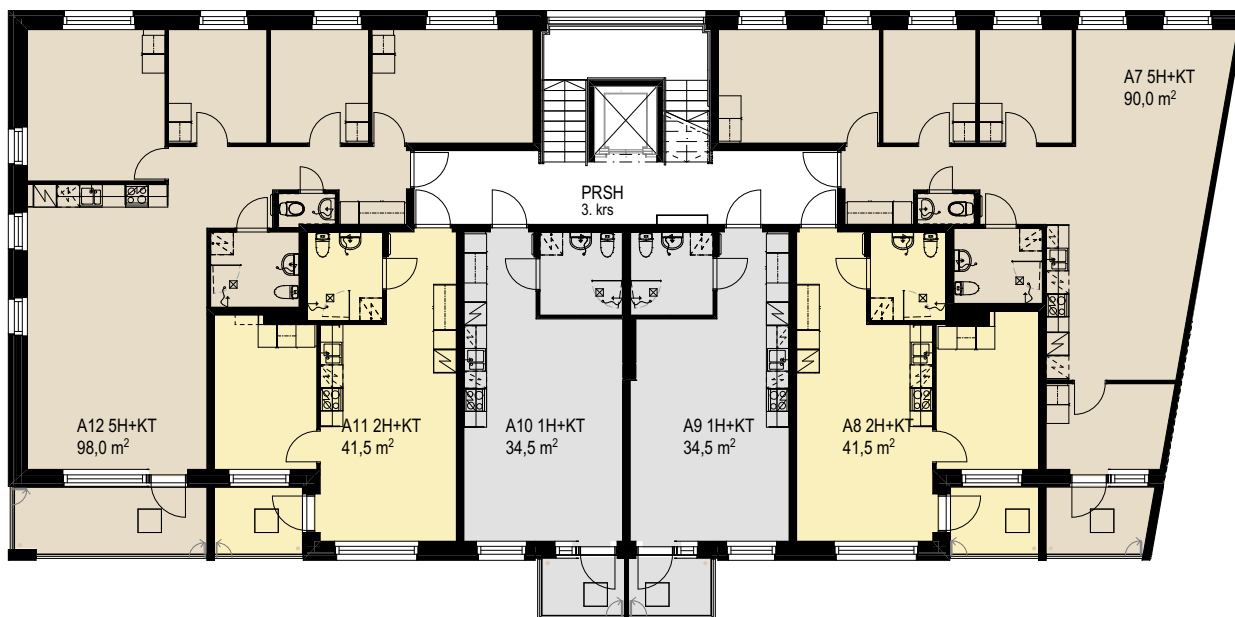 A7 5H+KT
90,0 m²
PRSH
3. krs
A12 5H+KT
98,0 m²
A11 2H+KT
41,5 m²
A10 1H+KT
34,5 m²
A9 1H+KT
34,5 m²
A8 2H+KT
41,5 m²